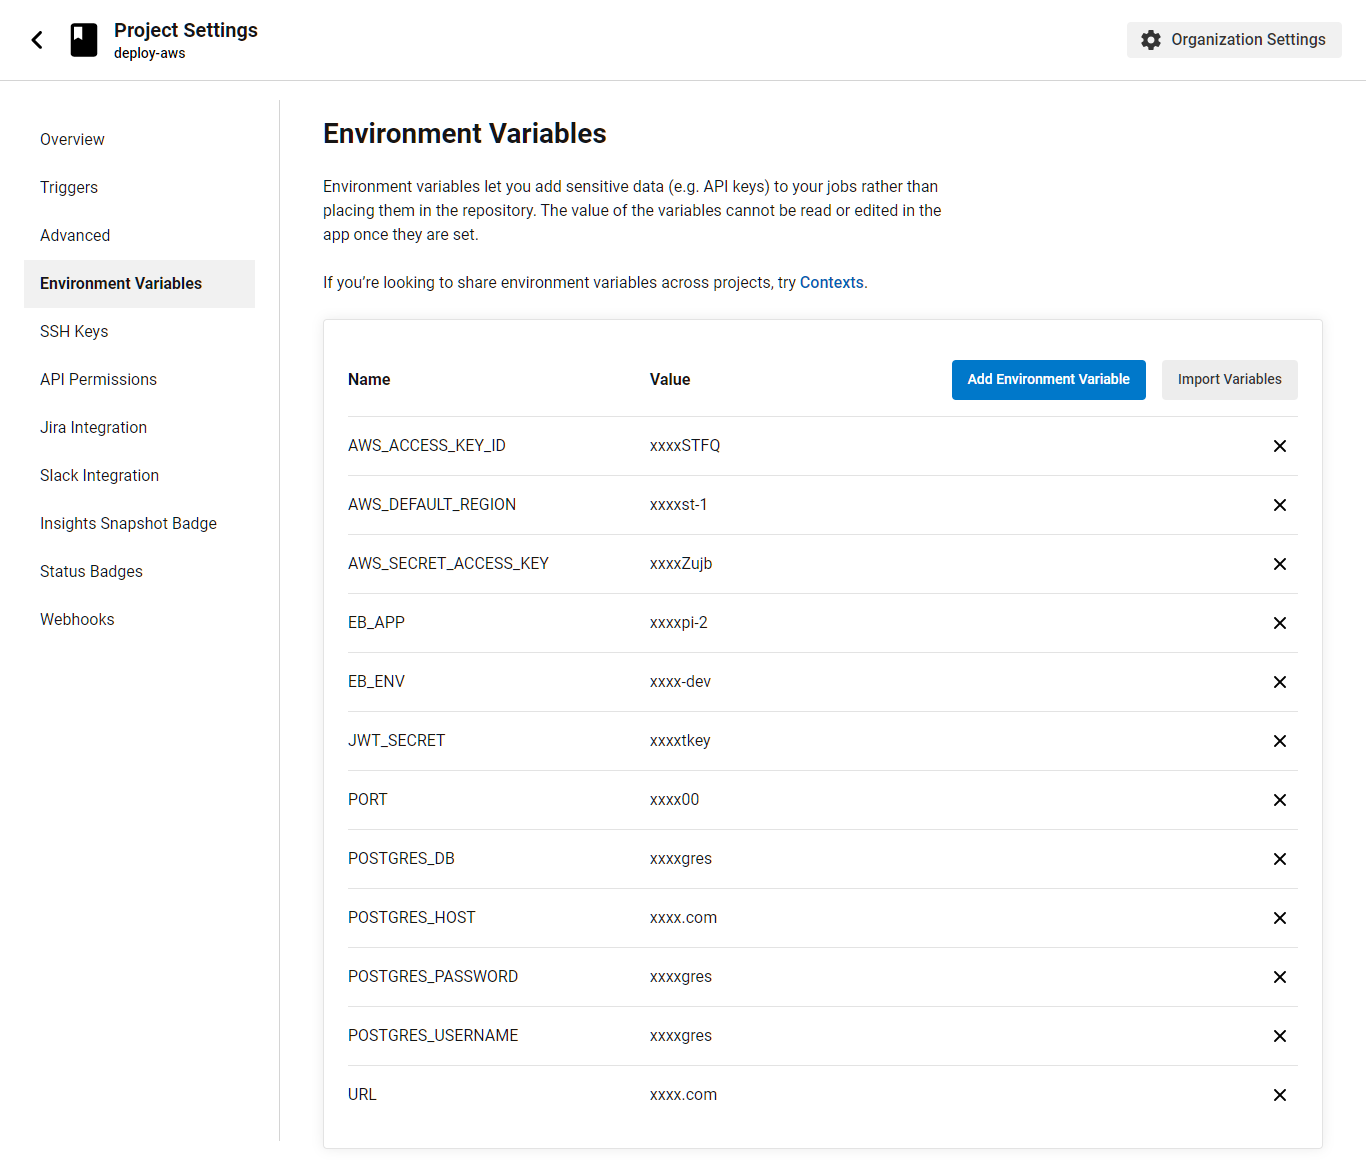 Project Settings
deploy-aws
Organization Settings
Overview
Triggers
Advanced
Environment Variables
SSH Keys
API Permissions
Jira Integration
Slack Integration
Insights Snapshot Badge
Status Badges
Webhooks
Environment Variables
Environment variables let you add sensitive data (e.g. API keys) to your jobs rather than
placing them in the repository. The value of the variables cannot be read or edited in the
app once they are set.
If you’re looking to share environment variables across projects, try Contexts.
Name Value Add Environment Variable Import Variables
AWS_ACCESS_KEY_ID xxxxSTFQ
AWS_DEFAULT_REGION xxxxst-1
AWS_SECRET_ACCESS_KEY xxxxZujb
EB_APP xxxxpi-2
EB_ENV xxxx-dev
JWT_SECRET xxxxtkey
PORT xxxx00
POSTGRES_DB xxxxgres
POSTGRES_HOST xxxx.com
POSTGRES_PASSWORD xxxxgres
POSTGRES_USERNAME xxxxgres
URL xxxx.com